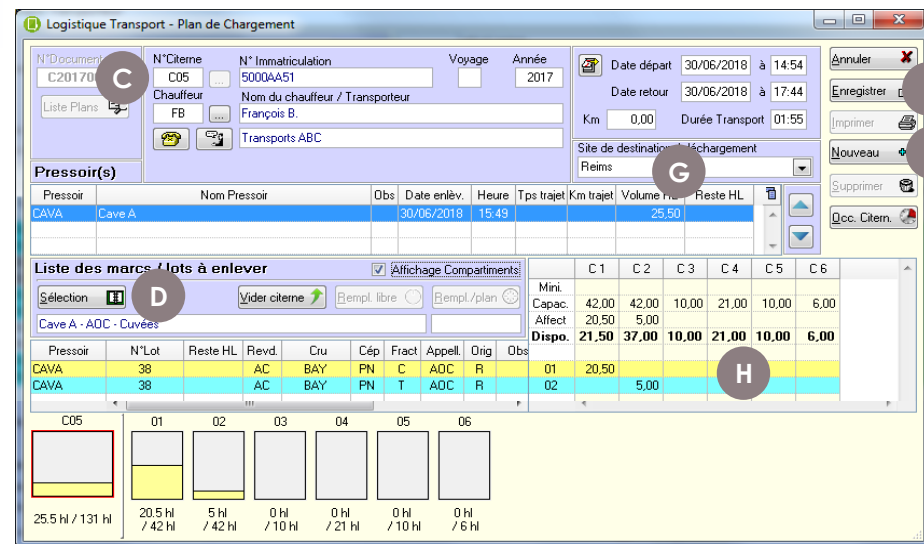 Logistique Transport - Plan de Chargement
N°Document N°Citerne N° Immatriculation Voyage Année
C05 ... 5000AA51 2017
C
Liste Plans
Chauffeur Nom du chauffeur / Transporteur
FB ... François B.
Transports ABC
Date départ 30/06/2018 à 14:54
Date retour 30/06/2018 à 17:44
Km 0,00 Durée Transport 01:55
Site de destination
Reims
G
Annuler
Enregistrer
Imprimer
Nouveau
Supprimer
Occ. Citern.
Pressoir(s)
Pressoir Nom Pressoir Obs Date enlèv. Heure Tps trajet Km trajet Volume Reste HL
CAVA Cave A 30/06/2018 15:49 25,50
Liste des marcs / lots à enlever Affichage Compartiments
Sélection D Vider citerne Rempl. libre Rempl./plan
Cave A - AOC - Cuvées
Pressoir N°Lot Reste HL Revd. Cru Cép Fract Appell. Orig Obs
CAVA 38 AC BAY PN C AOC R
CAVA 38 AC BAY PN T AOC R
C 1 C 2 C 3 C 4 C 5 C 6
Mini.
Capac. 42,00 42,00 10,00 21,00 10,00 6,00
Affect 20,50 5,00
Dispo. 21,50 37,00 10,00 21,00 10,00 6,00
01 20,50
02 5,00
H
C05 01 02 03 04 05 06
25.5 hl / 131 hl
20.5 hl 5 hl 0 hl 0 hl 0 hl 0 hl
/ 42 hl / 42 hl / 10 hl / 21 hl / 10 hl / 6 hl